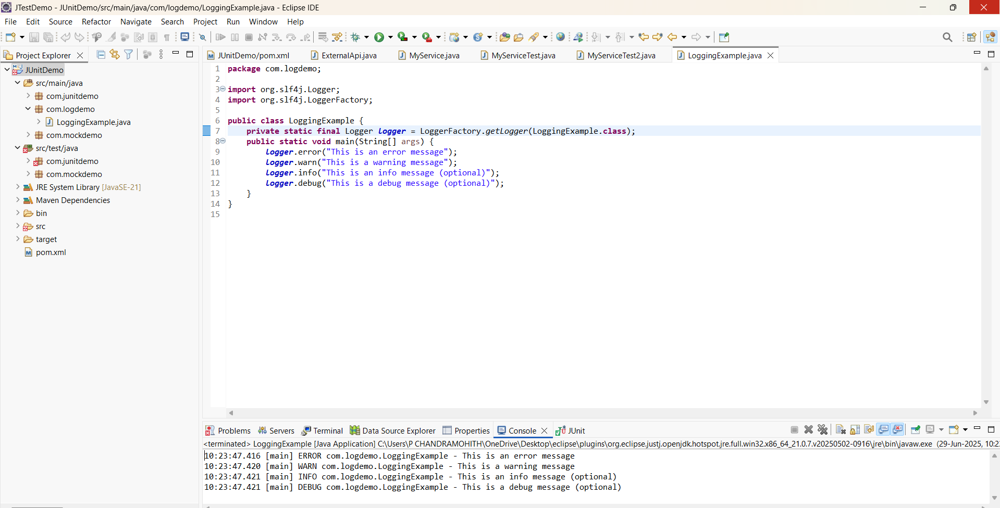 JTestDemo - JUnitDemo/src/main/java/com/logdemo/LoggingExample.java - Eclipse IDE
File Edit Source Refactor Navigate Search Project Run Window Help
Project Explorer
JUnitDemo
src/main/java
com.junitdemo
com.logdemo
LoggingExample.java
com.mockdemo
src/test/java
com.junitdemo
com.mockdemo
JRE System Library [JavaSE-21]
Maven Dependencies
bin
src
target
pom.xml
JUnitDemo/pom.xml ExternalApi.java MyService.java MyServiceTest.java MyServiceTest2.java LoggingExample.java
1 package com.logdemo;
2
3 import org.slf4j.Logger;
4 import org.slf4j.LoggerFactory;
5
6 public class LoggingExample {
7 private static final Logger logger = LoggerFactory.getLogger(LoggingExample.class);
8 public static void main(String[] args) {
9 logger.error("This is an error message");
10 logger.warn("This is a warning message");
11 logger.info("This is an info message (optional)");
12 logger.debug("This is a debug message (optional)");
13 }
14 }
15
Problems Servers Terminal Data Source Explorer Properties Console JUnit
<terminated> LoggingExample [Java Application] C:\Users\P CHANDRAMOHITH\OneDrive\Desktop\eclipse\plugins\org.eclipse.justj.openjdk.hotspot.jre.full.win32.x86_64_21.0.7.v20250502-0916\jre\bin\javaw.exe (29-Jun-2025, 10:2
10:23:47.416 [main] ERROR com.logdemo.LoggingExample - This is an error message
10:23:47.420 [main] WARN com.logdemo.LoggingExample - This is a warning message
10:23:47.421 [main] INFO com.logdemo.LoggingExample - This is an info message (optional)
10:23:47.421 [main] DEBUG com.logdemo.LoggingExample - This is a debug message (optional)